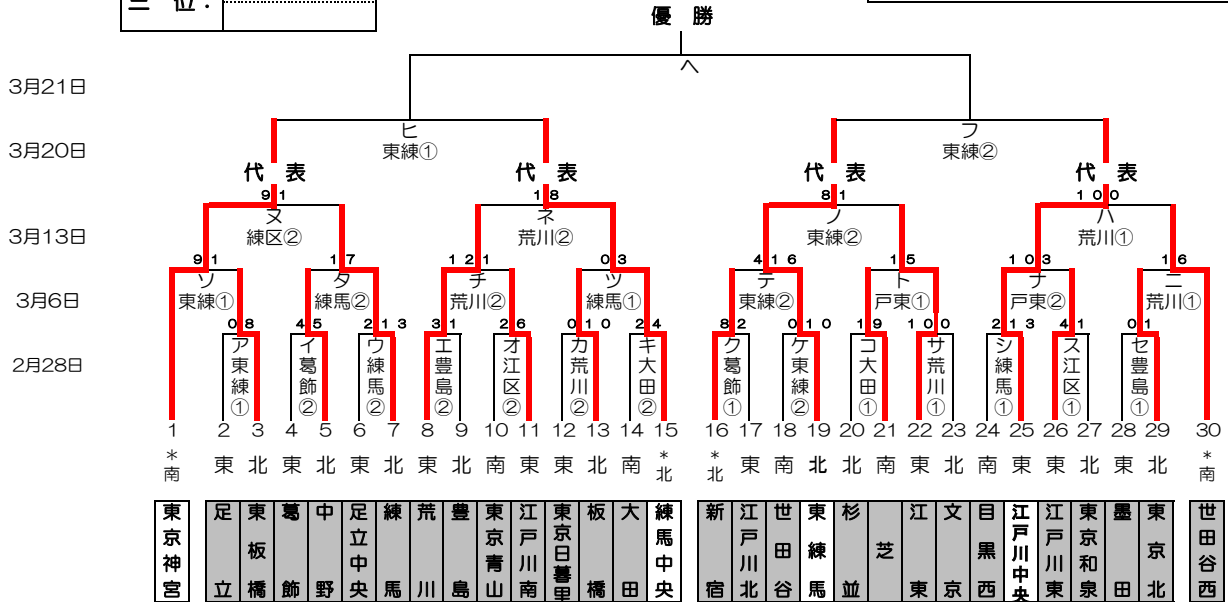 三 位：
優 勝
へ
3月21日
ヒ
東練①
フ
東練②
3月20日
代 表
代 表
代 表
代 表
9 1
1 8
8 1
1 0 0
ヌ
練区②
ネ
荒川②
ノ
東練②
ハ
荒川①
3月13日
9 1
1 7
1 2 1
0 3
4 1 6
1 5
1 0 3
1 6
ソ
東練①
タ
練馬②
チ
荒川②
ツ
練馬①
テ
東練②
ト
戸東①
ナ
戸東②
ニ
荒川①
3月6日
0 8
4 5
2 1 3
3 1
2 6
0 1 0
2 4
8 2
0 1 0
1 9
1 0 0
2 1 3
4 1
0 1
ア東練①
イ葛飾②
ウ練馬②
エ豊島②
オ江区②
カ荒川②
キ大田②
ク葛飾①
ケ東練②
コ大田①
サ荒川①
シ練馬①
ス江区①
セ豊島①
2月28日
1 2 3 4 5 6 7 8 9 10 11 12 13 14 15 16 17 18 19 20 21 22 23 24 25 26 27 28 29 30
*南 東 北 東 北 東 北 東 北 南 東 東 北 南 *北 *北 東 南 北 北 南 東 北 南 東 東 北 東 北 *南
東京神宮
足立
東板橋
葛飾
中野
足立中央
練馬
荒川
豊島
東京青山
江戸川南
東京日暮里
板橋
大田
練馬中央
新宿
江戸川北
世田谷
東練馬
杉並
芝
江東
文京
目黒西
江戸川中央
江戸川東
東京和泉
墨田
東京北
世田谷西